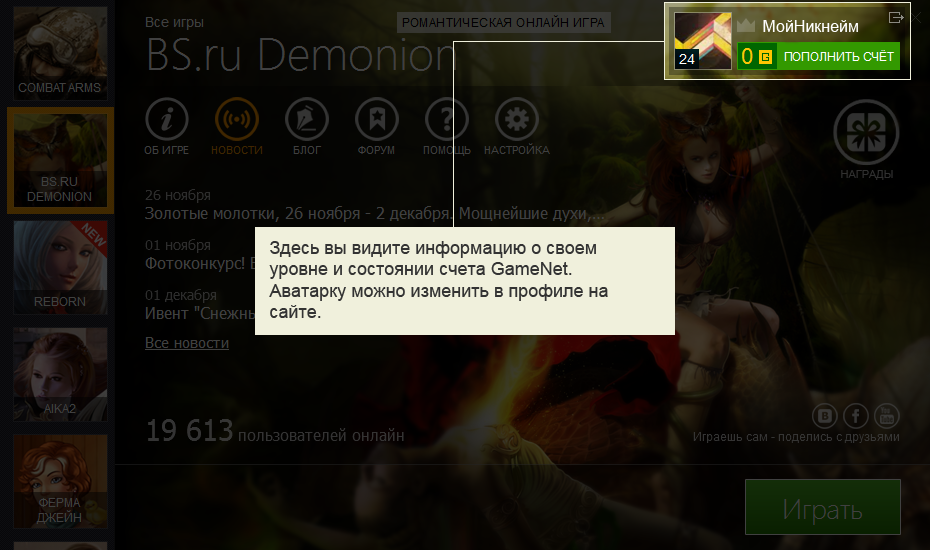 COMBAT ARMS
BS.RU
DEMONION
NEW
REBORN
AIKA2
ФЕРМА
ДЖЕЙН
Все игры
РОМАНТИЧЕСКАЯ ОНЛАЙН ИГРА
BS.ru Demonion
24
МойНикнейм
0 G ПОПОЛНИТЬ СЧЁТ
ОБ ИГРЕ
НОВОСТИ
БЛОГ
ФОРУМ
ПОМОЩЬ
НАСТРОЙКА
НАГРАДЫ
26 ноября
Золотые молотки, 26 ноября - 2 декабря. Мощнейшие духи,...
01 ноября
Фотоконкурс!
01 декабря
Ивент "Снежн
Все новости
Здесь вы видите информацию о своем
уровне и состоянии счета GameNet.
Аватарку можно изменить в профиле на
сайте.
19 613 пользователей онлайн
B f You Tube
Играешь сам - поделись с друзьями
Играть